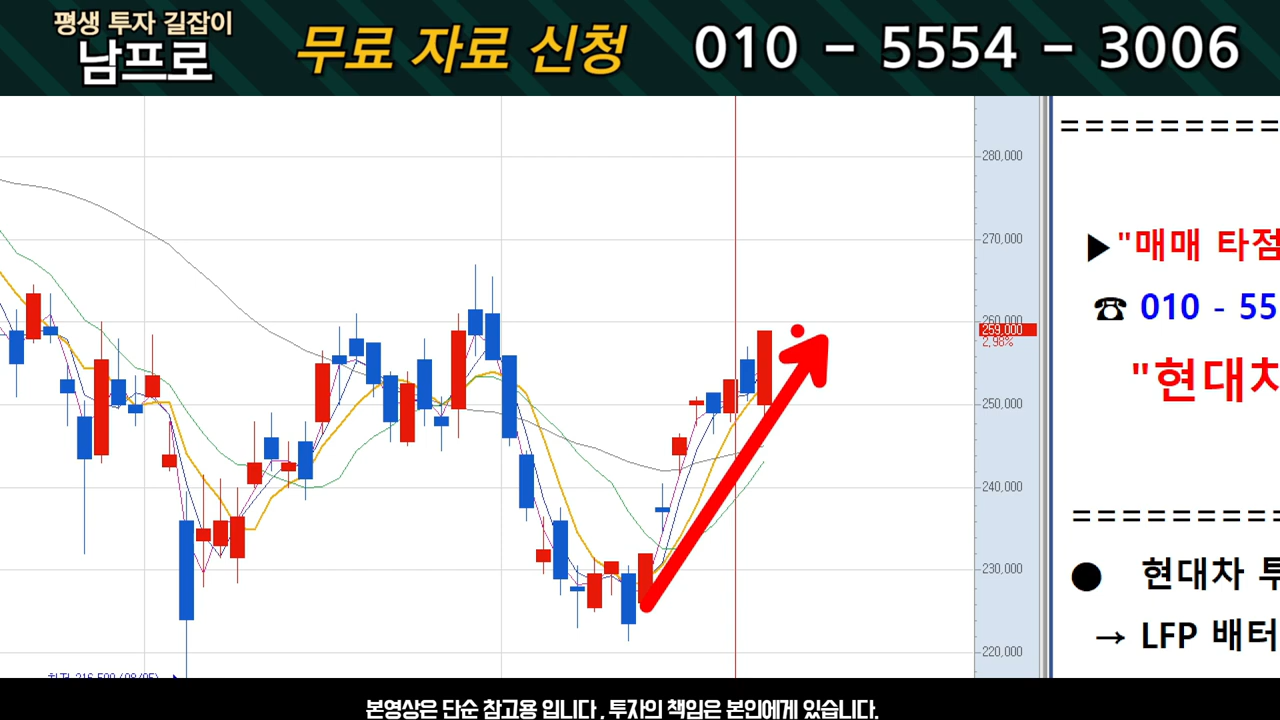 평생 투자 길잡이
남프로
무료 자료 신청
010 - 5554 - 3006
280,000
270,000
260,000
259,000
2,98%
250,000
240,000
230,000
220,000
==========
▶"매매 타점
☎ 010 - 55
"현대차
==========
● 현대차 투
→ LFP 배터
본영상은 단순 참고용 입니다 , 투자의 책임은 본인에게 있습니다.